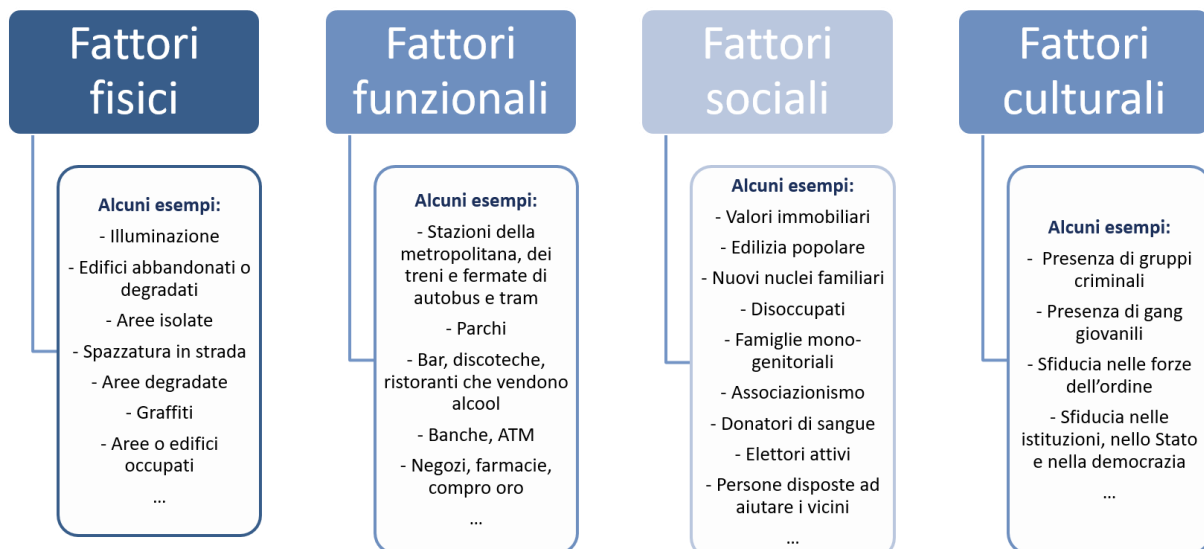 Fattori
fisici
Alcuni esempi:
- Illuminazione
- Edifici abbandonati o
degradati
- Aree isolate
- Spazzatura in strada
- Aree degradate
- Graffiti
- Aree o edifici
occupati
...
Fattori
funzionali
Alcuni esempi:
- Stazioni della
metropolitana, dei
treni e fermate di
autobus e tram
- Parchi
- Bar, discoteche,
ristoranti che vendono
alcool
- Banche, ATM
- Negozi, farmacie,
compro oro
...
Fattori
sociali
Alcuni esempi:
- Valori immobiliari
- Edilizia popolare
- Nuovi nuclei familiari
- Disoccupati
- Famiglie mono-
genitoriali
- Associazionismo
- Donatori di sangue
- Elettori attivi
- Persone disposte ad
aiutare i vicini
...
Fattori
culturali
Alcuni esempi:
- Presenza di gruppi
criminali
- Presenza di gang
giovanili
- Sfiducia nelle forze
dell’ordine
- Sfiducia nelle
istituzioni, nello Stato
e nella democrazia
...